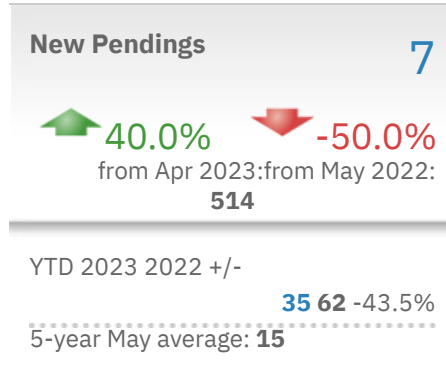 New Pendings
7
40.0% -50.0%
from Apr 2023:from May 2022:
514
YTD 2023 2022 +/-
35 62 -43.5%
5-year May average: 15